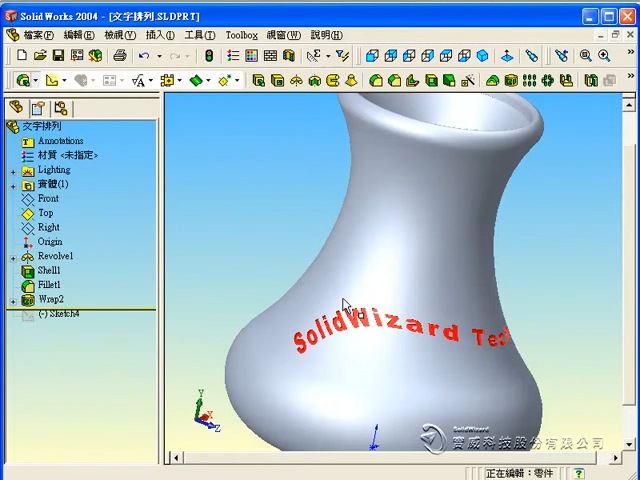 SolidWorks 2004 - [文字排列.SLDPRT]
檔案(F) 編輯(E) 檢視(V) 插入(I) 工具(T) Toolbox 視窗(W) 說明(H)
文字排列
Annotations
材質 <未指定>
Lighting
實體(1)
Front
Top
Right
Origin
Revolve1
Shell1
Fillet1
Wrap2
(-) Sketch4
SolidWizard Tec
Y
X
Z
SolidWizard
實威科技股份有限公司
正在編輯：零件